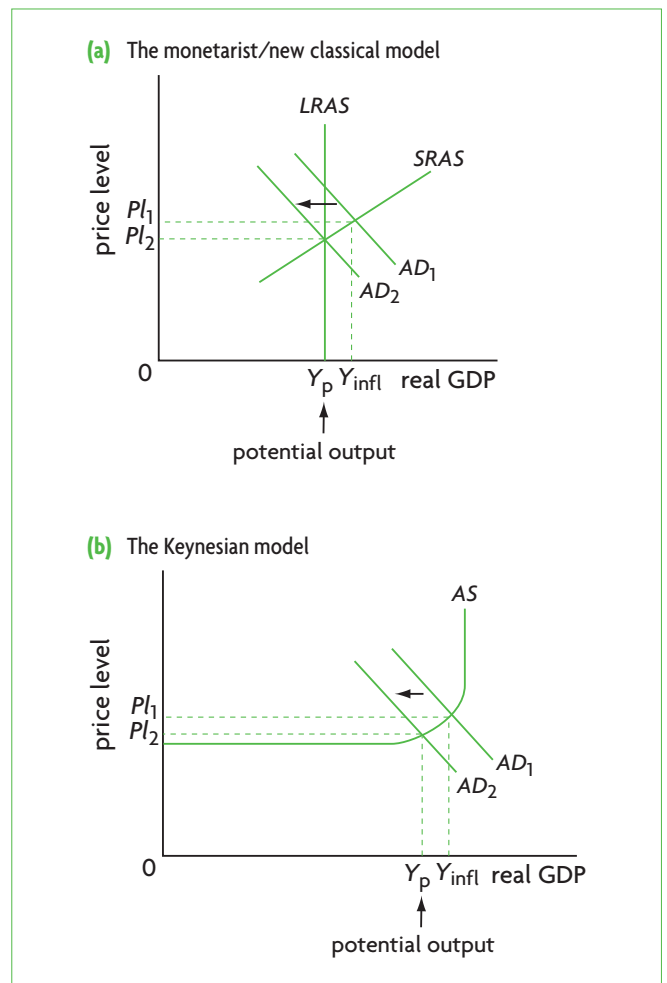 (a) The monetarist/new classical model
LRAS
SRAS
price level
Pl1
Pl2
AD1
AD2
0
Yp Yinfl real GDP
potential output
(b) The Keynesian model
AS
price level
Pl1
Pl2
AD1
AD2
0
Yp Yinfl real GDP
potential output